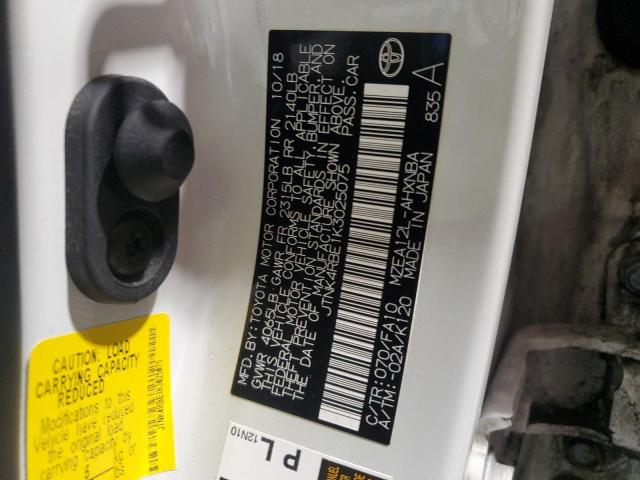 MFD.BY:TOYOTA MOTOR CORPORATION 10/18
GVWR 4065LB GAWR FR 2315LB RR 2140LB
THIS VEHICLE CONFORMS TO ALL APPLICABLE
FEDERAL MOTOR VEHICLE SAFETY, BUMPER, AND
THEFT PREVENTION STANDARDS IN EFFECT ON
THE DATE OF MANUFACTURE SHOWN ABOVE.
PASS.CAR
C/TR:070/FA10 MZEA12L-AHXNBA
A/TM:-02A/K120 MADE IN JAPAN
835 A
CAUTION: LOAD
CARRYING CAPACITY
REDUCED
Modifications to this
Vehicle have reduced
the original load
carrying capacity by
kg or
lbs
PL
12N10